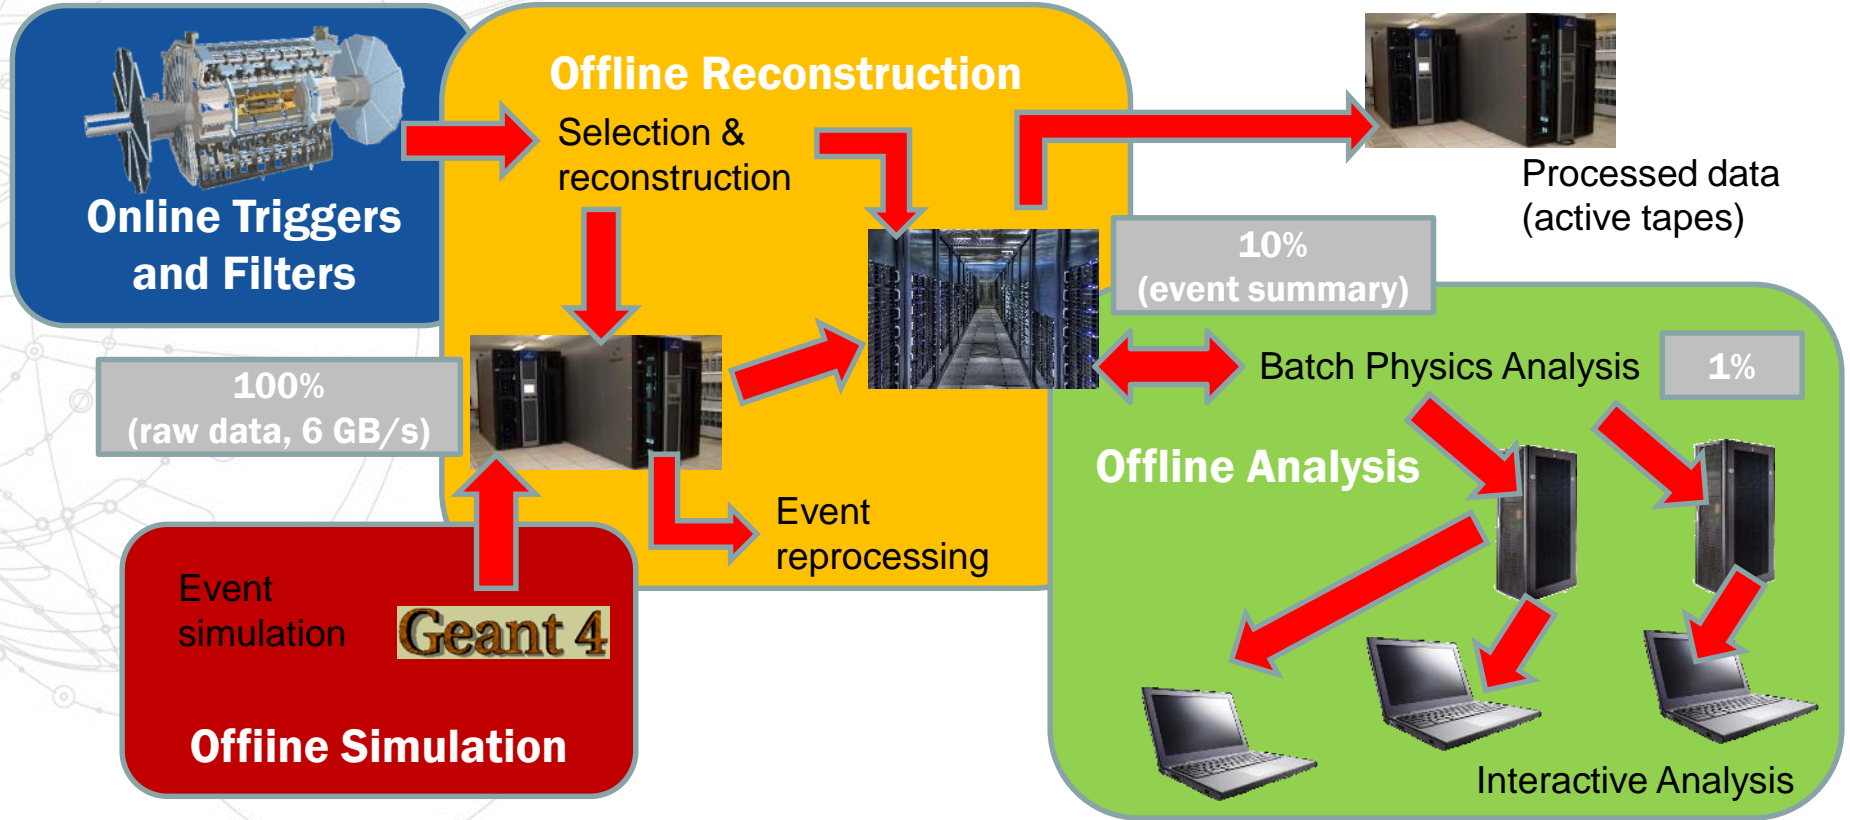 Offline Reconstruction
Selection &
reconstruction
Online Triggers
and Filters
Processed data
(active tapes)
10%
(event summary)
100%
(raw data, 6 GB/s)
Batch Physics Analysis
1%
Offline Analysis
Event
reprocessing
Event
simulation
Geant 4
Offiine Simulation
Interactive Analysis